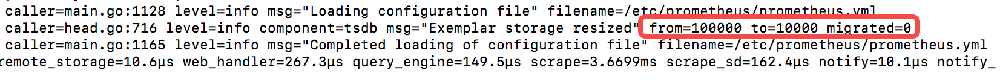 caller=main.go:1128 level=info msg="Loading configuration file" filename=/etc/prometheus/prometheus.yml
caller=head.go:716 level=info component=tsdb msg="Exemplar storage resized" from=100000 to=10000 migrated=0
caller=main.go:1165 level=info msg="Completed loading of configuration file" filename=/etc/prometheus/prometheus.yml
remote_storage=10.6µs web_handler=267.3µs query_engine=149.5µs scrape=3.6699ms scrape_sd=162.4µs notify=10.1µs notify_